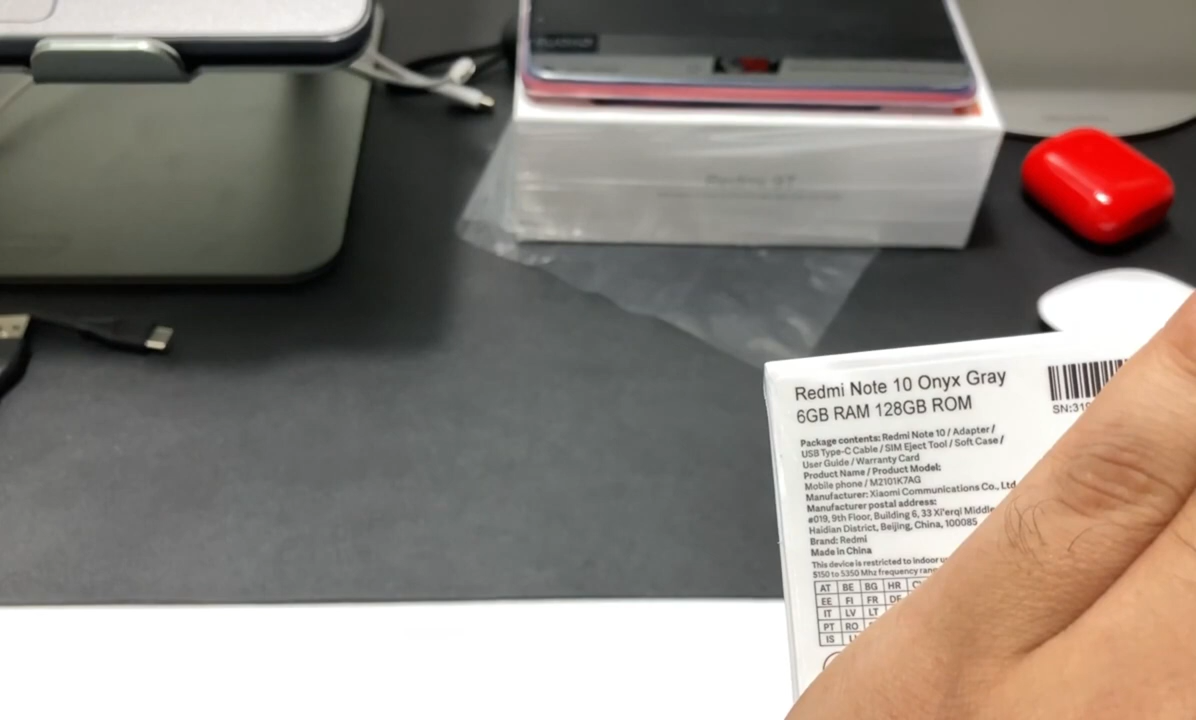 Redmi 9T
Redmi Note 10 Onyx Gray
6GB RAM 128GB ROM
SN:31
Package contents: Redmi Note 10 / Adapter /
USB Type-C Cable / SIM Eject Tool / Soft Case /
User Guide / Warranty Card
Product Name / Product Model:
Mobile phone / M2101K7AG
Manufacturer: Xiaomi Communications Co., Ltd.
Manufacturer postal address:
#019, 9th Floor, Building 6, 33 Xi'erqi Middle
Haidian District, Beijing, China, 100085
Brand: Redmi
Made in China
This device is restricted to indoor
5150 to 5350 Mhz frequency
AT BE BG HR
EE FI FR DE
IT LV LT
PT RO
IS